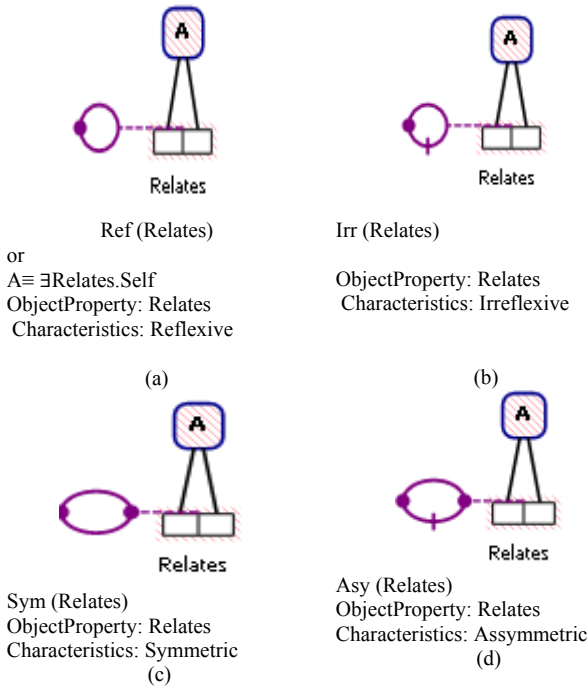 A
Relates
Ref (Relates)
or
A≡ ∃Relates.Self
ObjectProperty: Relates
Characteristics: Reflexive
(a)
A
Relates
Irr (Relates)
ObjectProperty: Relates
Characteristics: Irreflexive
(b)
A
Relates
Sym (Relates)
ObjectProperty: Relates
Characteristics: Symmetric
(c)
A
Relates
Asy (Relates)
ObjectProperty: Relates
Characteristics: Assymmetric
(d)